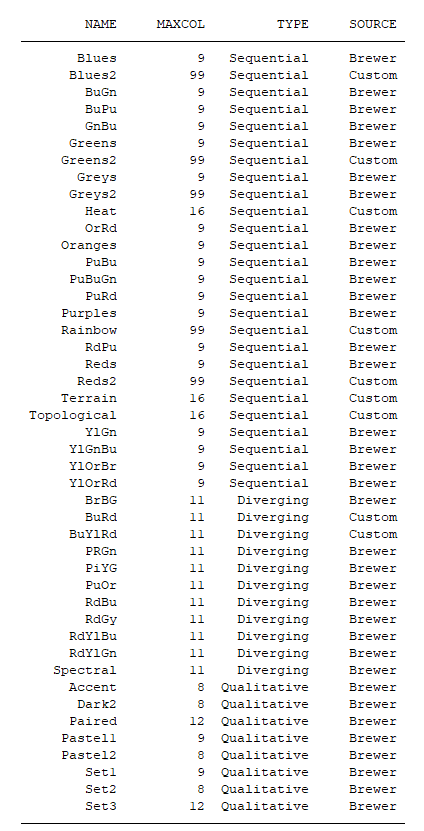 NAME MAXCOL TYPE SOURCE
Blues 9 Sequential Brewer
Blues2 99 Sequential Custom
BuGn 9 Sequential Brewer
BuPu 9 Sequential Brewer
GnBu 9 Sequential Brewer
Greens 9 Sequential Brewer
Greens2 99 Sequential Custom
Greys 9 Sequential Brewer
Greys2 99 Sequential Brewer
Heat 16 Sequential Custom
OrRd 9 Sequential Brewer
Oranges 9 Sequential Brewer
PuBu 9 Sequential Brewer
PuBuGn 9 Sequential Brewer
PuRd 9 Sequential Brewer
Purples 9 Sequential Brewer
Rainbow 99 Sequential Custom
RdPu 9 Sequential Brewer
Reds 9 Sequential Brewer
Reds2 99 Sequential Custom
Terrain 16 Sequential Custom
Topological 16 Sequential Custom
YlGn 9 Sequential Brewer
YlGnBu 9 Sequential Brewer
YlOrBr 9 Sequential Brewer
YlOrRd 9 Sequential Brewer
BrBG 11 Diverging Brewer
BuRd 11 Diverging Custom
BuYlRd 11 Diverging Custom
PRGn 11 Diverging Brewer
PiYG 11 Diverging Brewer
PuOr 11 Diverging Brewer
RdBu 11 Diverging Brewer
RdGy 11 Diverging Brewer
RdYlBu 11 Diverging Brewer
RdYlGn 11 Diverging Brewer
Spectral 11 Diverging Brewer
Accent 8 Qualitative Brewer
Dark2 8 Qualitative Brewer
Paired 12 Qualitative Brewer
Pastel1 9 Qualitative Brewer
Pastel2 8 Qualitative Brewer
Set1 9 Qualitative Brewer
Set2 8 Qualitative Brewer
Set3 12 Qualitative Brewer